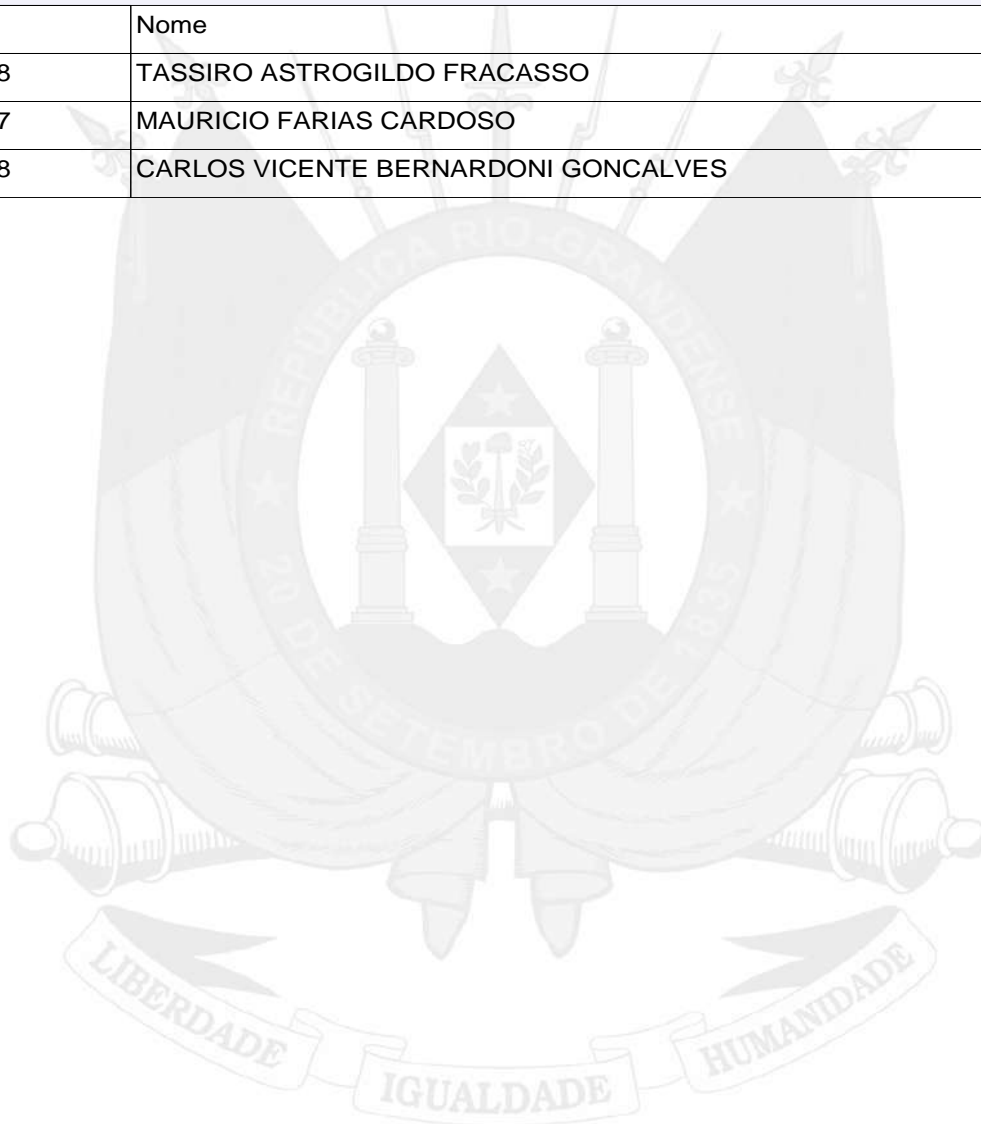 Nome
8 TASSIRO ASTROGILDO FRACASSO
7 MAURICIO FARIAS CARDOSO
8 CARLOS VICENTE BERNARDONI GONCALVES
REPÚBLICA RIO-GRANDENSE
★ 20 DE SETEMBRO DE 1835 ★
LIBERDADE IGUALDADE HUMANIDADE